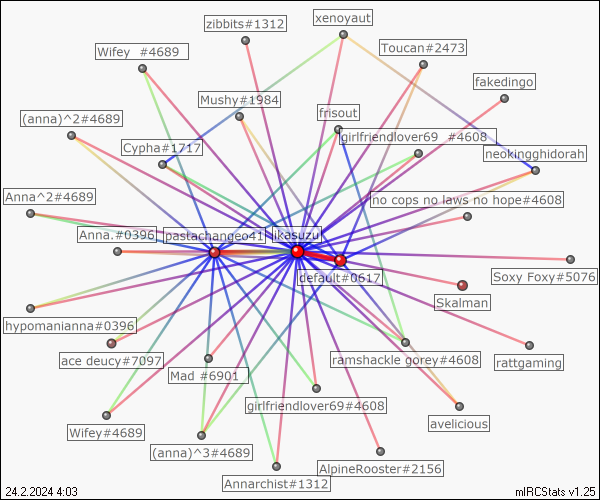 xenoyaut
zibbits#1312
Toucan#2473
Wifey #4689
fakedingo
Mushy#1984
frisout
(anna)^2#4689
girlfriendlover69 #4608
Cypha#1717
neokingghidorah
Anna^2#4689
no cops no laws no hope#4608
Anna.#0396
pastachangeo41
ikasuzu
default#0617
Soxy Foxy#5076
Skalman
hypomanianna#0396
ace deucy#7097
ramshackle gorey#4608
rattgaming
Mad #6901
girlfriendlover69#4608
avelicious
Wifey#4689
(anna)^3#4689
AlpineRooster#2156
Annarchist#1312
24.2.2024 4:03
mIRCStats v1.25